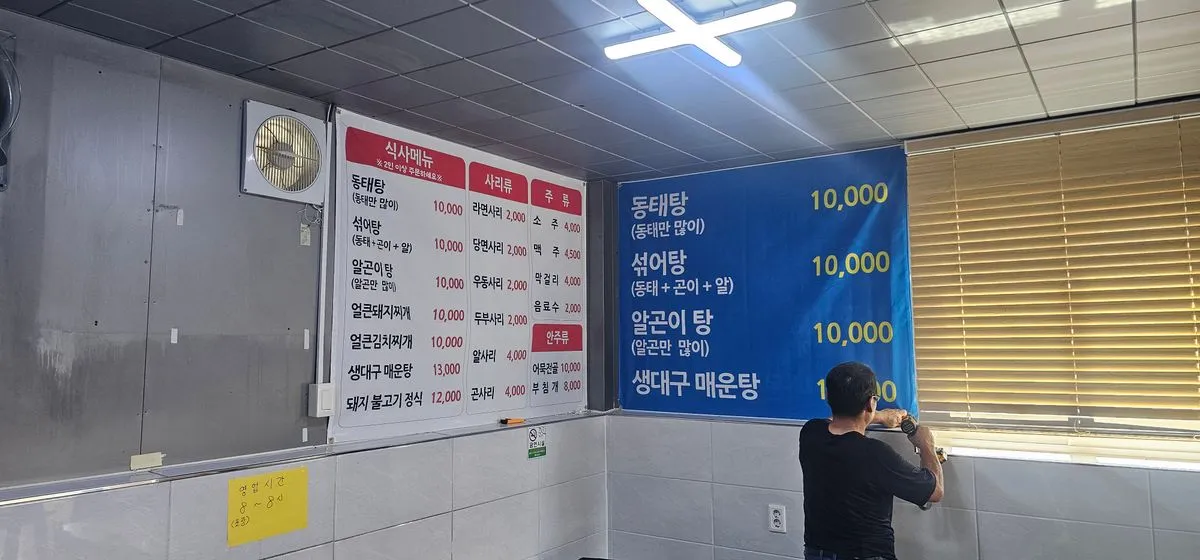 식사메뉴
※ 2인 이상 주문하세요※
동태탕
(동태만 많이)
10,000
섞어탕
(동태+곤이+알)
10,000
알곤이탕
(알곤만 많이)
10,000
얼큰돼지찌개 10,000
얼큰김치찌개 10,000
생대구 매운탕 13,000
돼지 불고기 정식 12,000
사리류
라면사리 2,000
당면사리 2,000
우동사리 2,000
두부사리 2,000
알사리 4,000
곤사리 4,000
주 류
소 주 4,000
맥 주 4,500
막걸리 4,000
음료수 2,000
안주류
어묵전골 10,000
부침개 8,000
동태탕 10,000
(동태만 많이)
섞어탕 10,000
(동태+곤이+알)
알곤이 탕 10,000
(알곤만 많이)
생대구 매운탕
영업시간
8~8시